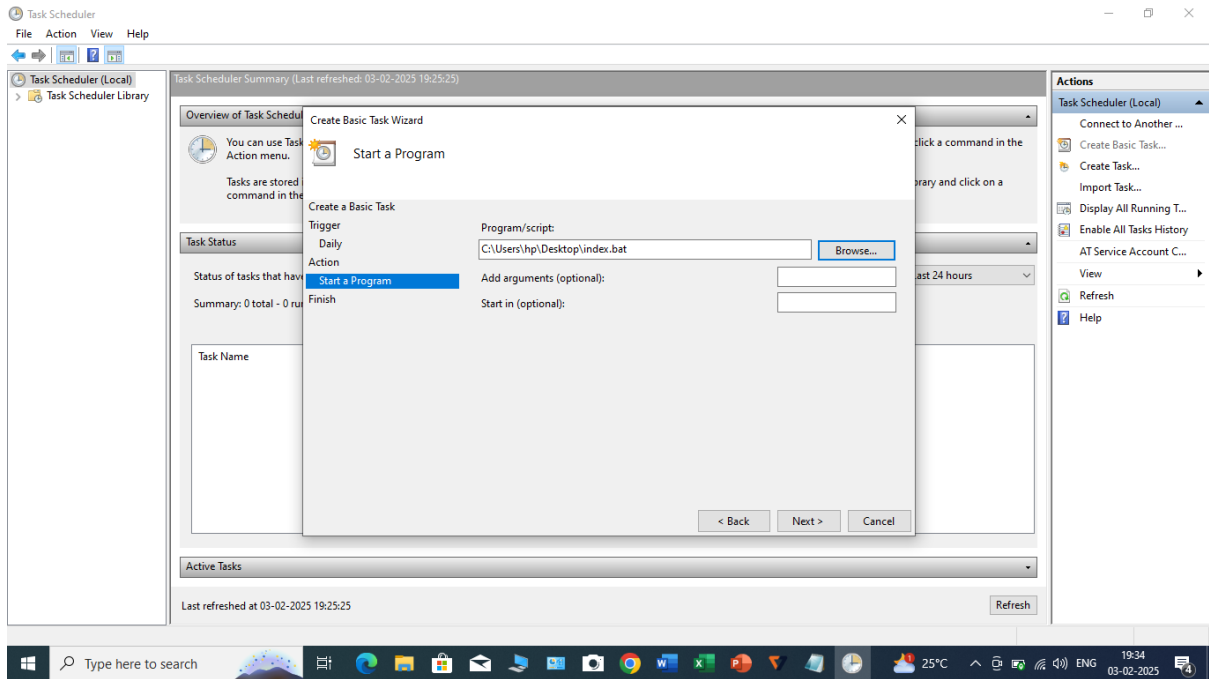 Task Scheduler
File Action View Help
Task Scheduler (Local)
Task Scheduler Library
Task Scheduler Summary (Last refreshed: 03-02-2025 19:25:25)
Overview of Task Schedul
You can use Task
Action menu.
click a command in the
Tasks are stored i
command in the
brary and click on a
Task Status
Status of tasks that have
ast 24 hours
Summary: 0 total - 0 run
Task Name
Active Tasks
Last refreshed at 03-02-2025 19:25:25
Refresh
Create Basic Task Wizard
Start a Program
Create a Basic Task
Trigger
Daily
Action
Start a Program
Finish
Program/script:
C:\Users\hp\Desktop\index.bat
Browse...
Add arguments (optional):
Start in (optional):
< Back
Next >
Cancel
Actions
Task Scheduler (Local)
Connect to Another ...
Create Basic Task...
Create Task...
Import Task...
Display All Running T...
Enable All Tasks History
AT Service Account C...
View
Refresh
Help
Type here to search
25°C
ENG
19:34
03-02-2025
4